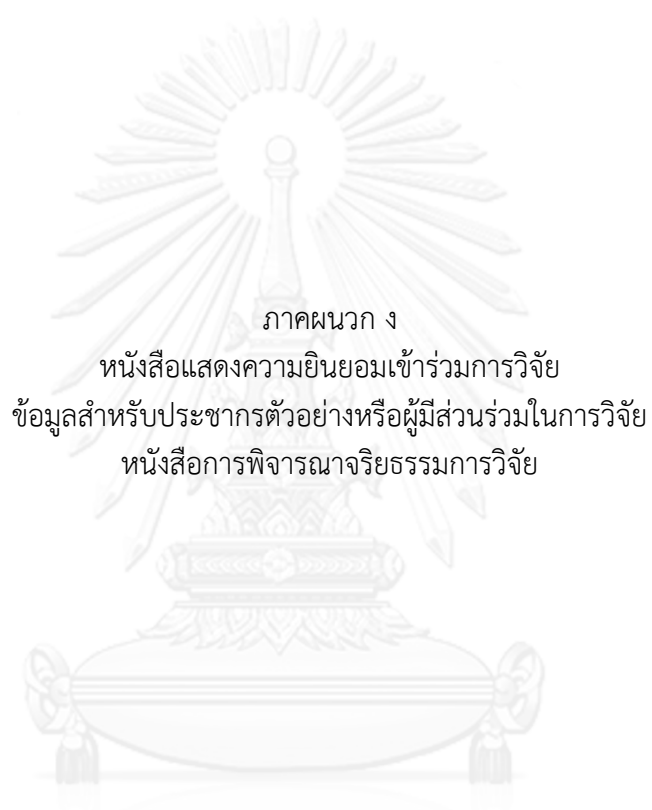 ภาคผนวก ง
หนังสือแสดงความยินยอมเข้าร่วมการวิจัย
ข้อมูลสำหรับประชากรตัวอย่างหรือผู้มีส่วนร่วมในการวิจัย
หนังสือการพิจารณาจริยธรรมการวิจัย